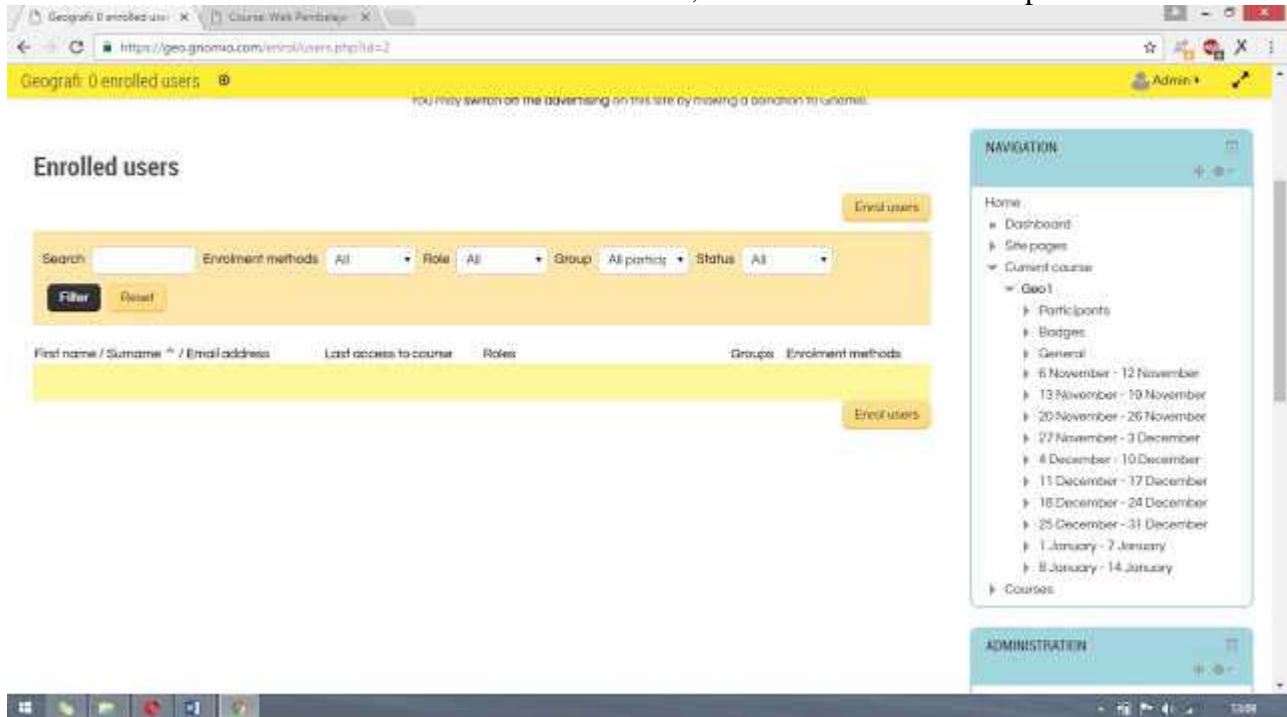 Geografi: 0 enrolled user
Course: Web Pembelajar
https://geo.gnomio.com/enrol/users.php?id=2
Geografi: 0 enrolled users
Admin
You may switch off the advertising on this site by making a donation to Gnomio.
Enrolled users
Enrol users
Search Enrolment methods All Role All Group All particip Status All
Filter Reset
First name / Surname ^ / Email address Last access to course Roles Groups Enrolment methods
Enrol users
NAVIGATION
Home
Dashboard
Site pages
Current course
Geo1
Participants
Badges
General
6 November - 12 November
13 November - 19 November
20 November - 26 November
27 November - 3 December
4 December - 10 December
11 December - 17 December
18 December - 24 December
25 December - 31 December
1 January - 7 January
8 January - 14 January
Courses
ADMINISTRATION